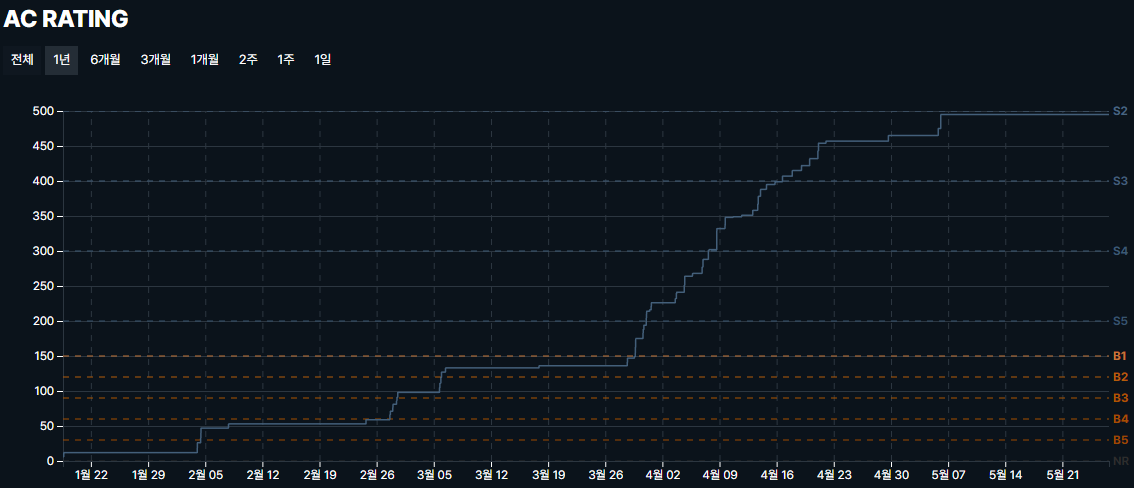 AC RATING
전체 1년 6개월 3개월 1개월 2주 1주 1일
500 S2
450
400 S3
350
300 S4
250
200 S5
150 B1
B2
100 B3
B4
50 B5
0 NR
1월 22 1월 29 2월 05 2월 12 2월 19 2월 26 3월 05 3월 12 3월 19 3월 26 4월 02 4월 09 4월 16 4월 23 4월 30 5월 07 5월 14 5월 21